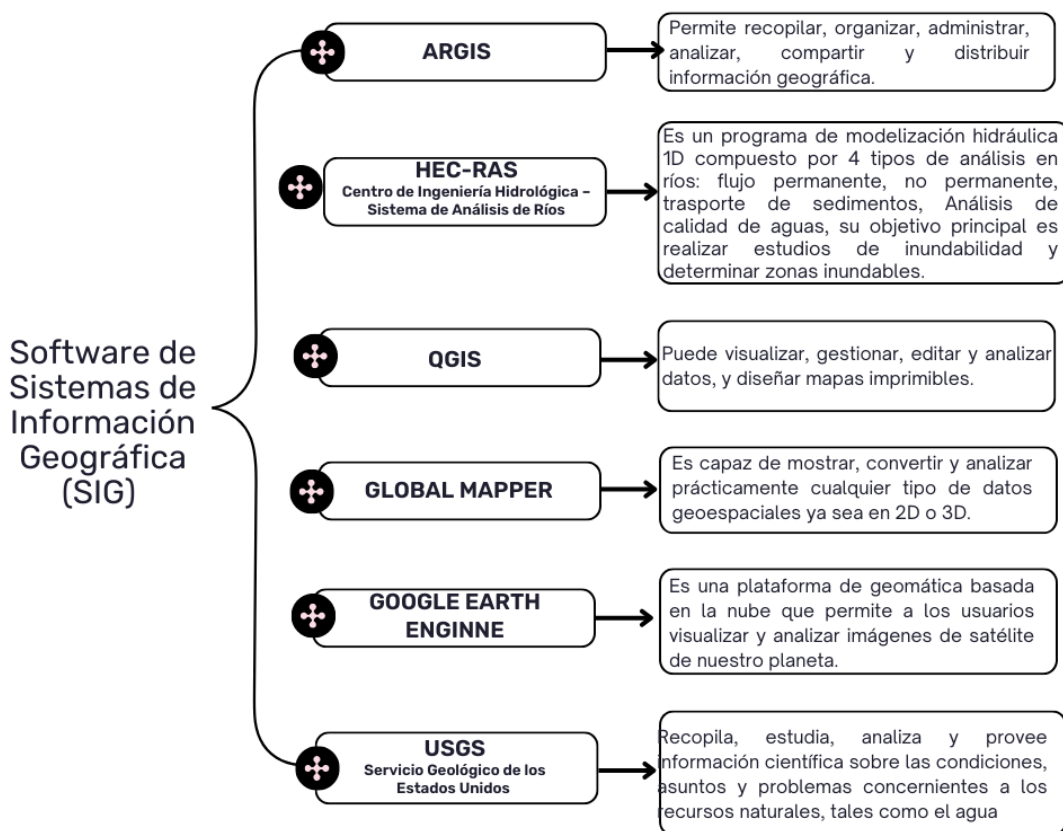 Software de
Sistemas de
Información
Geográfica
(SIG)
ARGIS
Permite recopilar, organizar, administrar,
analizar, compartir y distribuir
información geográfica.
HEC-RAS
Centro de Ingeniería Hidrológica –
Sistema de Análisis de Ríos
Es un programa de modelización hidráulica
1D compuesto por 4 tipos de análisis en
ríos: flujo permanente, no permanente,
trasporte de sedimentos, Análisis de
calidad de aguas, su objetivo principal es
realizar estudios de inundabilidad y
determinar zonas inundables.
QGIS
Puede visualizar, gestionar, editar y analizar
datos, y diseñar mapas imprimibles.
GLOBAL MAPPER
Es capaz de mostrar, convertir y analizar
prácticamente cualquier tipo de datos
geoespaciales ya sea en 2D o 3D.
GOOGLE EARTH
ENGINNE
Es una plataforma de geomática basada
en la nube que permite a los usuarios
visualizar y analizar imágenes de satélite
de nuestro planeta.
USGS
Servicio Geológico de los
Estados Unidos
Recopila, estudia, analiza y provee
información científica sobre las condiciones,
asuntos y problemas concernientes a los
recursos naturales, tales como el agua